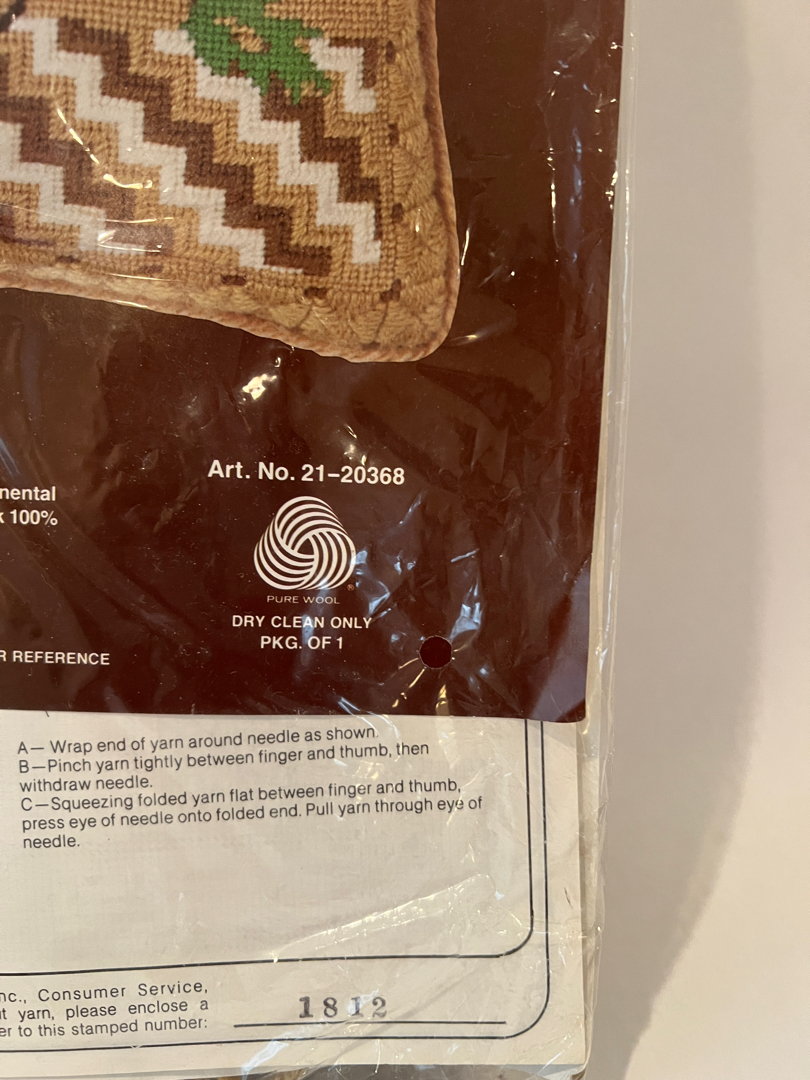 Art. No. 21-20368
nental
100%
®
PURE WOOL
DRY CLEAN ONLY
PKG. OF 1
R REFERENCE
A— Wrap end of yarn around needle as shown.
B—Pinch yarn tightly between finger and thumb, then
withdraw needle.
C—Squeezing folded yarn flat between finger and thumb,
press eye of needle onto folded end. Pull yarn through eye of
needle.
nc., Consumer Service,
t yarn, please enclose a
er to this stamped number:
1812